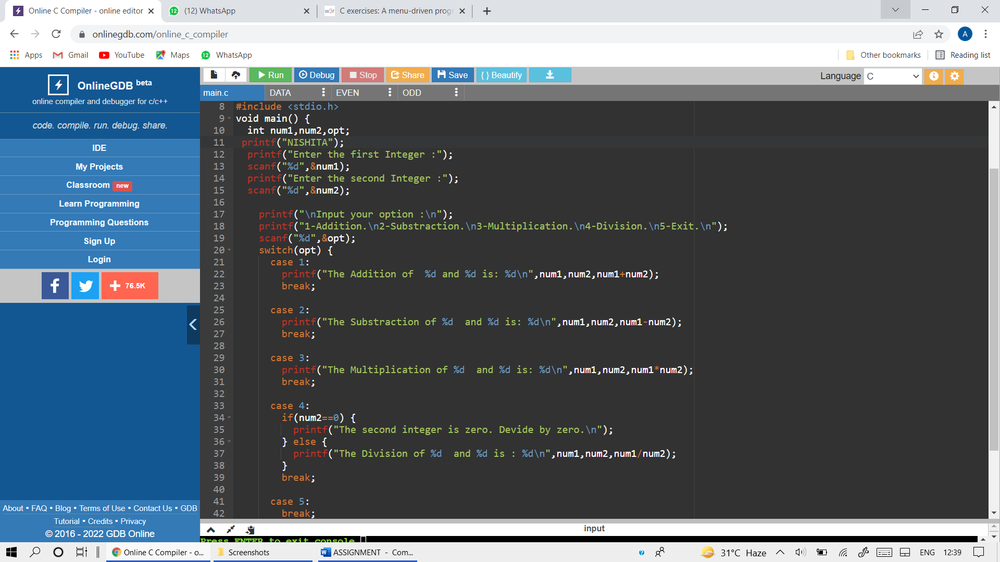 Online C Compiler - online editor
(12) WhatsApp
w3r C exercises: A menu-driven prog
onlinegdb.com/online_c_compiler
A
Apps Gmail YouTube Maps 12 WhatsApp Other bookmarks Reading list
OnlineGDB beta
online compiler and debugger for c/c++
code. compile. run. debug. share.
IDE
My Projects
Classroom new
Learn Programming
Programming Questions
Sign Up
Login
f 76.5K
About • FAQ • Blog • Terms of Use • Contact Us • GDB
Tutorial • Credits • Privacy
© 2016 - 2022 GDB Online
Run Debug Stop Share Save { } Beautify Language C
main.c DATA EVEN ODD
8 #include <stdio.h>
9 void main() {
10 int num1,num2,opt;
11 printf("NISHITA");
12 printf("Enter the first Integer :");
13 scanf("%d",&num1);
14 printf("Enter the second Integer :");
15 scanf("%d",&num2);
16
17 printf("\nInput your option :\n");
18 printf("1-Addition.\n2-Substraction.\n3-Multiplication.\n4-Division.\n5-Exit.\n");
19 scanf("%d",&opt);
20 switch(opt) {
21 case 1:
22 printf("The Addition of  %d and %d is: %d\n",num1,num2,num1+num2);
23 break;
24
25 case 2:
26 printf("The Substraction of %d  and %d is: %d\n",num1,num2,num1-num2);
27 break;
28
29 case 3:
30 printf("The Multiplication of %d  and %d is: %d\n",num1,num2,num1*num2);
31 break;
32
33 case 4:
34 if(num2==0) {
35 printf("The second integer is zero. Devide by zero.\n");
36 } else {
37 printf("The Division of %d  and %d is : %d\n",num1,num2,num1/num2);
38 }
39 break;
40
41 case 5:
42 break;
input
Press ENTER to exit console.
Online C Compiler - o... Screenshots ASSIGNMENT - Com... 31°C Haze ENG 12:39